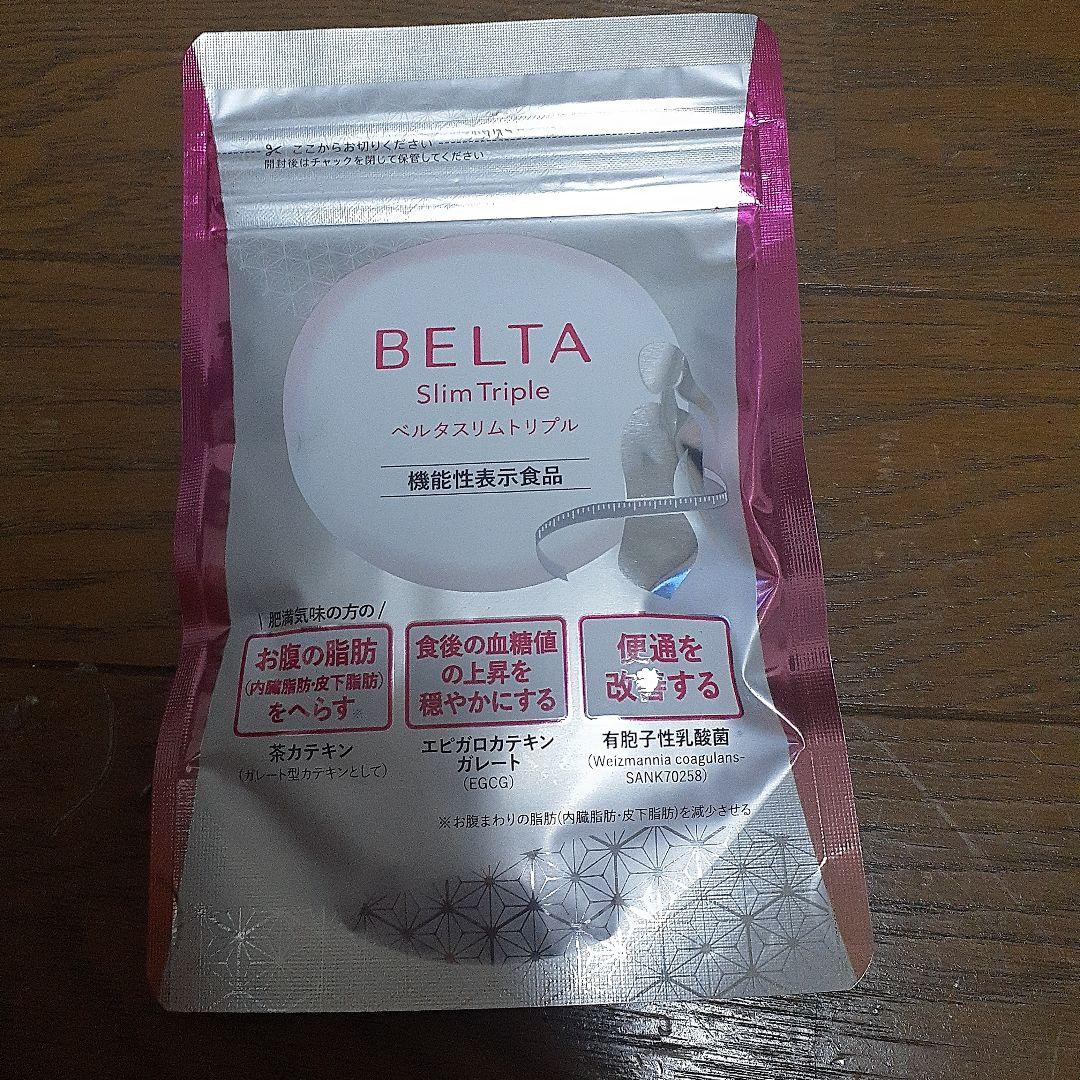 ここからお切りください
開封後はチャックを閉じて保管してください
BELTA
Slim Triple
ベルタスリムトリプル
機能性表示食品
\ 肥満気味の方の /
お腹の脂肪
(内臓脂肪・皮下脂肪)
をへらす※
茶カテキン
(ガレート型カテキンとして)
食後の血糖値
の上昇を
穏やかにする
エピガロカテキン
ガレート
(EGCG)
便通を
改善する
有胞子性乳酸菌
(Weizmannia coagulans-
SANK70258)
※お腹まわりの脂肪(内臓脂肪・皮下脂肪)を減少させる